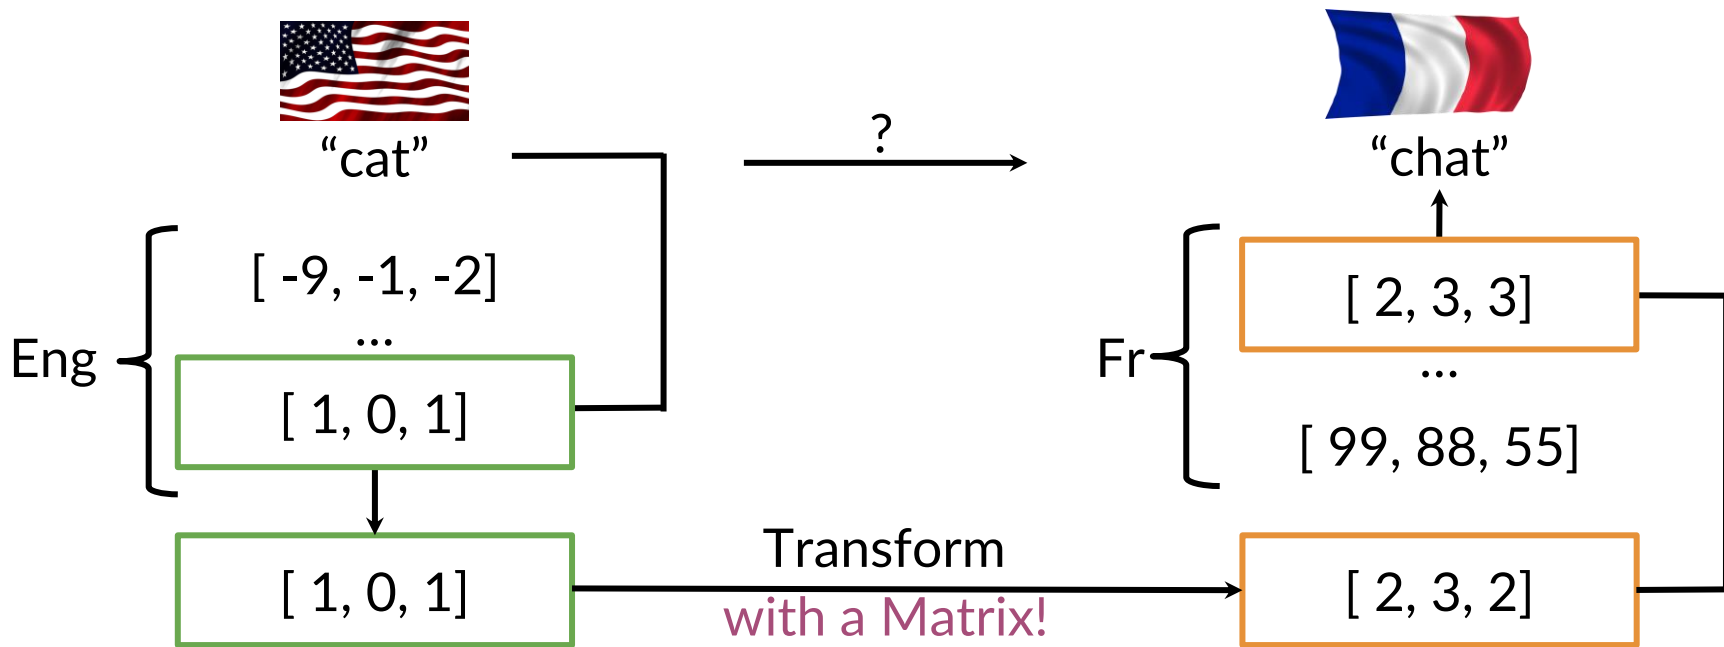 “cat”
?
“chat”
Eng
[ -9, -1, -2]
...
[ 1, 0, 1]
Fr
[ 2, 3, 3]
...
[ 99, 88, 55]
[ 1, 0, 1]
Transform
with a Matrix!
[ 2, 3, 2]